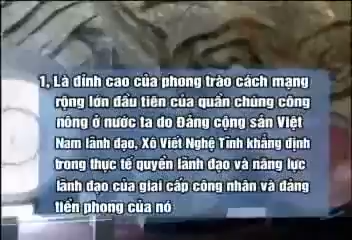 1, Là đỉnh cao của phong trào cách mạng
rộng lớn đầu tiên của quần chúng công
nông ở nước ta do Đảng cộng sản Việt
Nam lãnh đạo, Xô Viết Nghệ Tĩnh khẳng định
trong thực tế quyền lãnh đạo và năng lực
lãnh đạo của giai cấp công nhân và đảng
tiền phong của nó